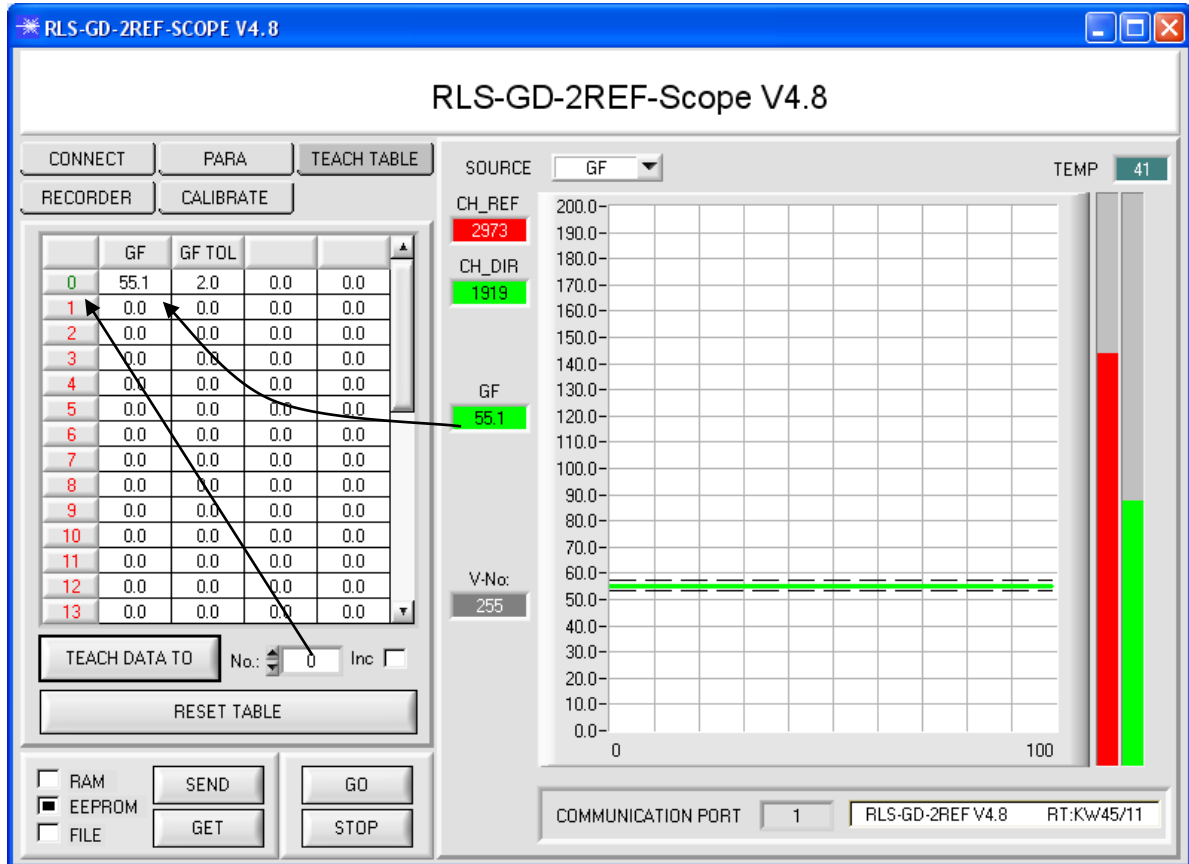 RLS-GD-2REF-SCOPE V4.8
RLS-GD-2REF-Scope V4.8
CONNECT PARA TEACH TABLE
RECORDER CALIBRATE
GF GF TOL
0 55.1 2.0 0.0 0.0
1 0.0 0.0 0.0 0.0
2 0.0 0.0 0.0 0.0
3 0.0 0.0 0.0 0.0
4 0.0 0.0 0.0 0.0
5 0.0 0.0 0.0 0.0
6 0.0 0.0 0.0 0.0
7 0.0 0.0 0.0 0.0
8 0.0 0.0 0.0 0.0
9 0.0 0.0 0.0 0.0
10 0.0 0.0 0.0 0.0
11 0.0 0.0 0.0 0.0
12 0.0 0.0 0.0 0.0
13 0.0 0.0 0.0 0.0
TEACH DATA TO No.: 0 Inc
RESET TABLE
RAM
EEPROM
FILE
SEND
GET
GO
STOP
SOURCE GF
TEMP 41
CH_REF
2973
CH_DIR
1919
GF
55.1
V-No:
255
200.0
190.0
180.0
170.0
160.0
150.0
140.0
130.0
120.0
110.0
100.0
90.0
80.0
70.0
60.0
50.0
40.0
30.0
20.0
10.0
0.0
0 100
COMMUNICATION PORT 1 RLS-GD-2REF V4.8 RT:KW45/11